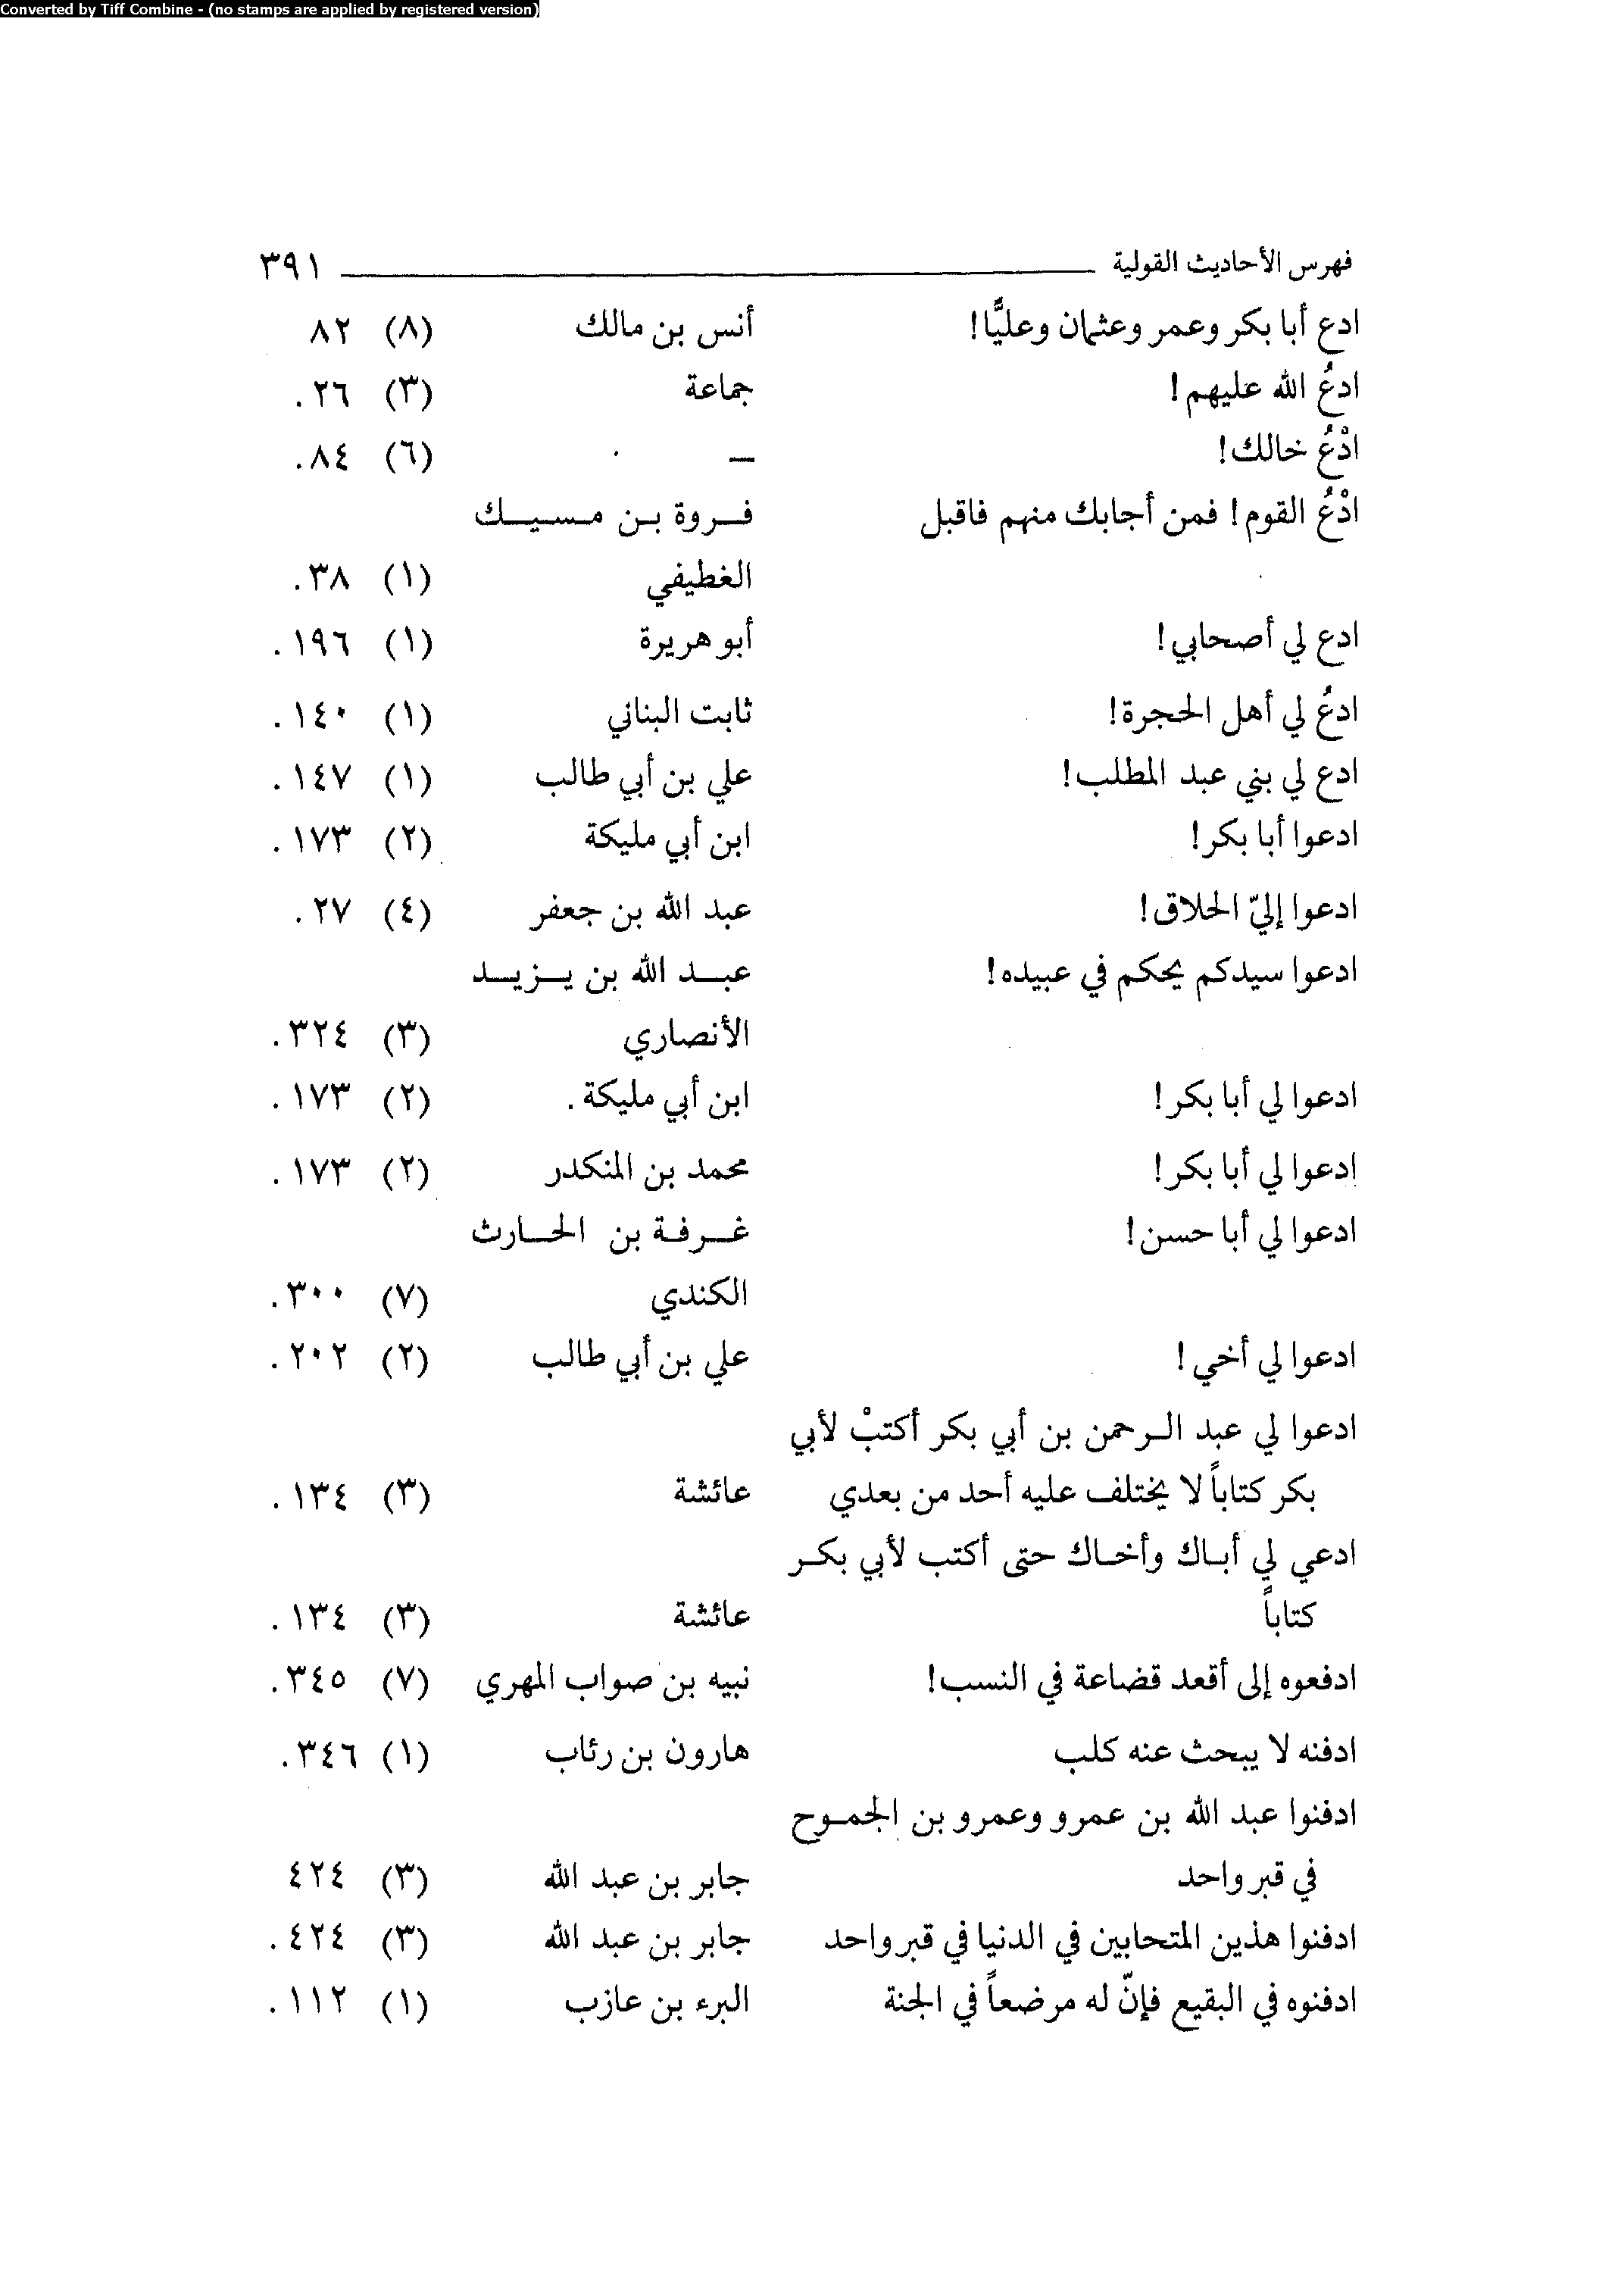 Converted by Tiff Combine - (no stamps are applied by registered version)
فهرس الأحاديث القولية ٣٩١
ادع أبا بكر وعمر وعثمان وعليًّا! أنس بن مالك (٨) ٨٢
ادعُ الله عليهم! جماعة (٣) ٢٦.
ادْعُ خالك! – (٦) ٨٤.
ادْعُ القوم! فمن أجابك منهم فاقبل فروة بن مسيك
الغطيفي (١) ٣٨.
ادع لي أصحابي! أبو هريرة (١) ١٩٦.
ادعُ لي أهل الحجرة! ثابت البناني (١) ١٤٠.
ادع لي بني عبد المطلب! علي بن أبي طالب (١) ١٤٧.
ادعوا أبا بكر! ابن أبي مليكة (٢) ١٧٣.
ادعوا إليّ الحلاق! عبد الله بن جعفر (٤) ٢٧.
ادعوا سيدكم يحكم في عبيده! عبد الله بن يزيد
الأنصاري (٣) ٣٢٤.
ادعوا لي أبا بكر! ابن أبي مليكة. (٢) ١٧٣.
ادعوا لي أبا بكر! محمد بن المنكدر (٢) ١٧٣.
ادعوا لي أبا حسن! غرفة بن الحارث
الكندي (٧) ٣٠٠.
ادعوا لي أخي! علي بن أبي طالب (٢) ٢٠٢.
ادعوا لي عبد الرحمن بن أبي بكر أكتبْ لأبي
بكر كتاباً لا يختلف عليه أحد من بعدي عائشة (٣) ١٣٤.
ادعي لي أباك وأخاك حتى أكتب لأبي بكر
كتاباً عائشة (٣) ١٣٤.
ادفعوه إلى أقعد قضاعة في النسب! نبيه بن صواب المهري (٧) ٣٤٥.
ادفنه لا يبحث عنه كلب هارون بن رئاب (١) ٣٤٦.
ادفنوا عبد الله بن عمرو وعمرو بن الجموح
في قبر واحد جابر بن عبد الله (٣) ٤٢٤
ادفنوا هذين المتحابين في الدنيا في قبر واحد جابر بن عبد الله (٣) ٤٢٤.
ادفنوه في البقيع فإنّ له مرضعاً في الجنة البرء بن عازب (١) ١١٢.